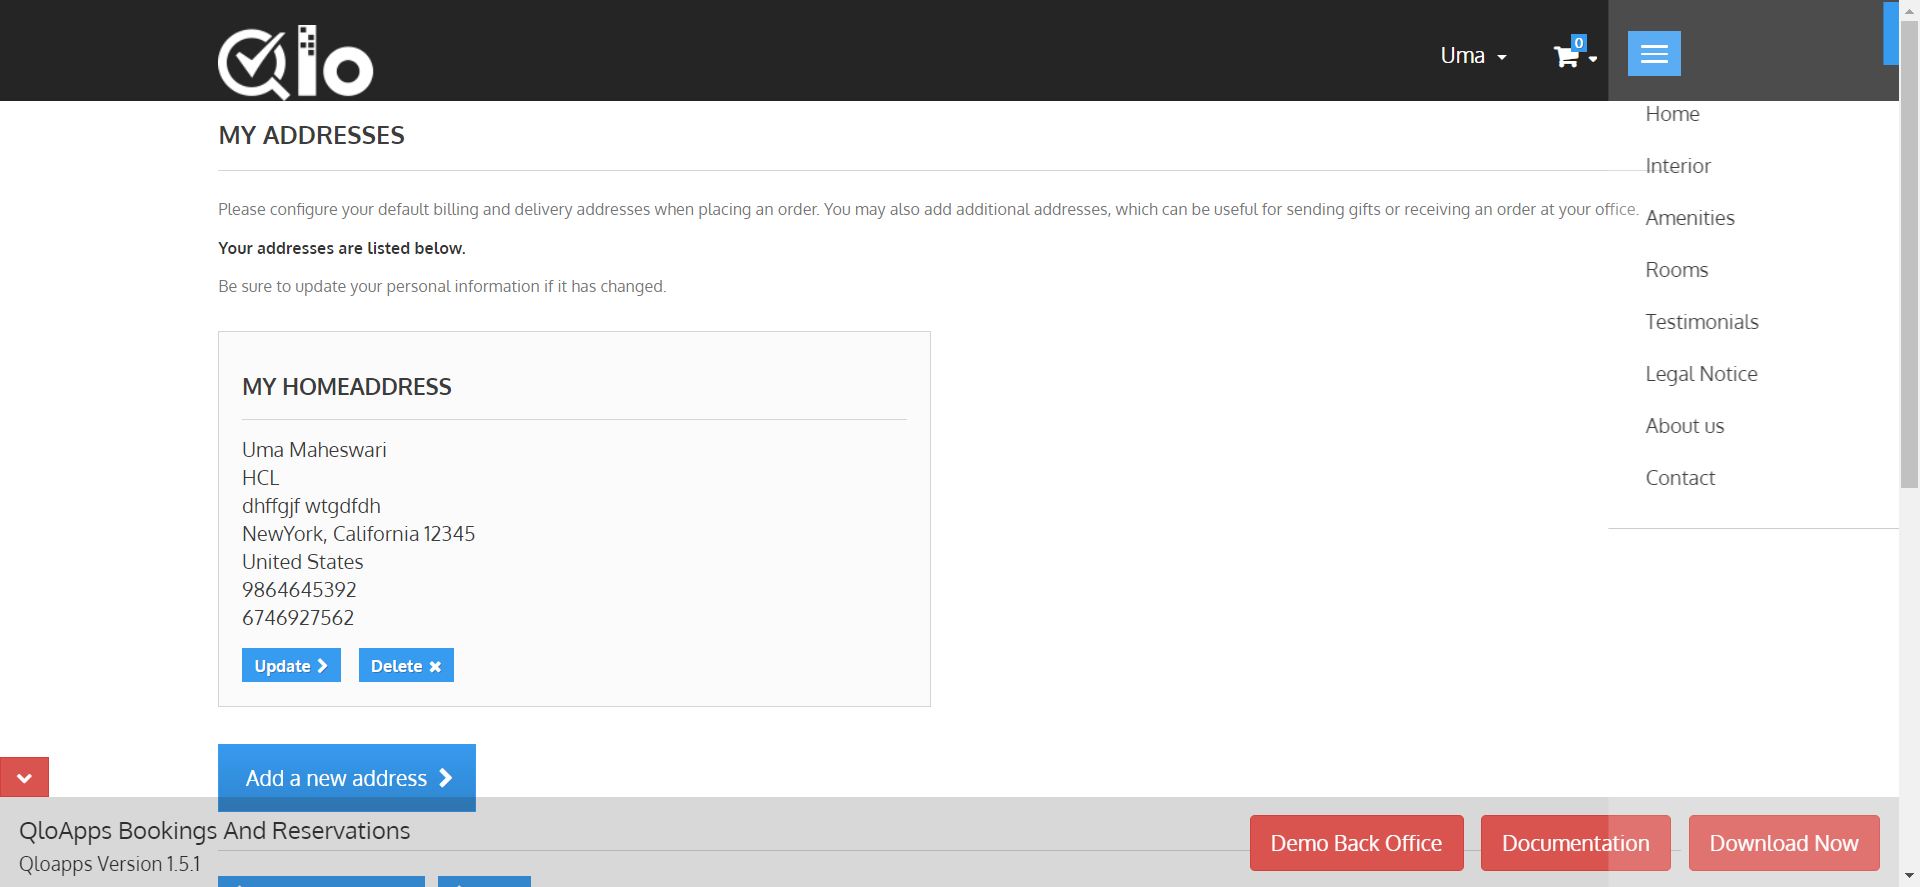 Qlo
Uma
0
Home
Interior
Amenities
Rooms
Testimonials
Legal Notice
About us
Contact
MY ADDRESSES
Please configure your default billing and delivery addresses when placing an order. You may also add additional addresses, which can be useful for sending gifts or receiving an order at your office.
Your addresses are listed below.
Be sure to update your personal information if it has changed.
MY HOMEADDRESS
Uma Maheswari
HCL
dhffgjf wtgdfdh
NewYork, California 12345
United States
9864645392
6746927562
Update
Delete
Add a new address
QloApps Bookings And Reservations
Qloapps Version 1.5.1
Demo Back Office
Documentation
Download Now